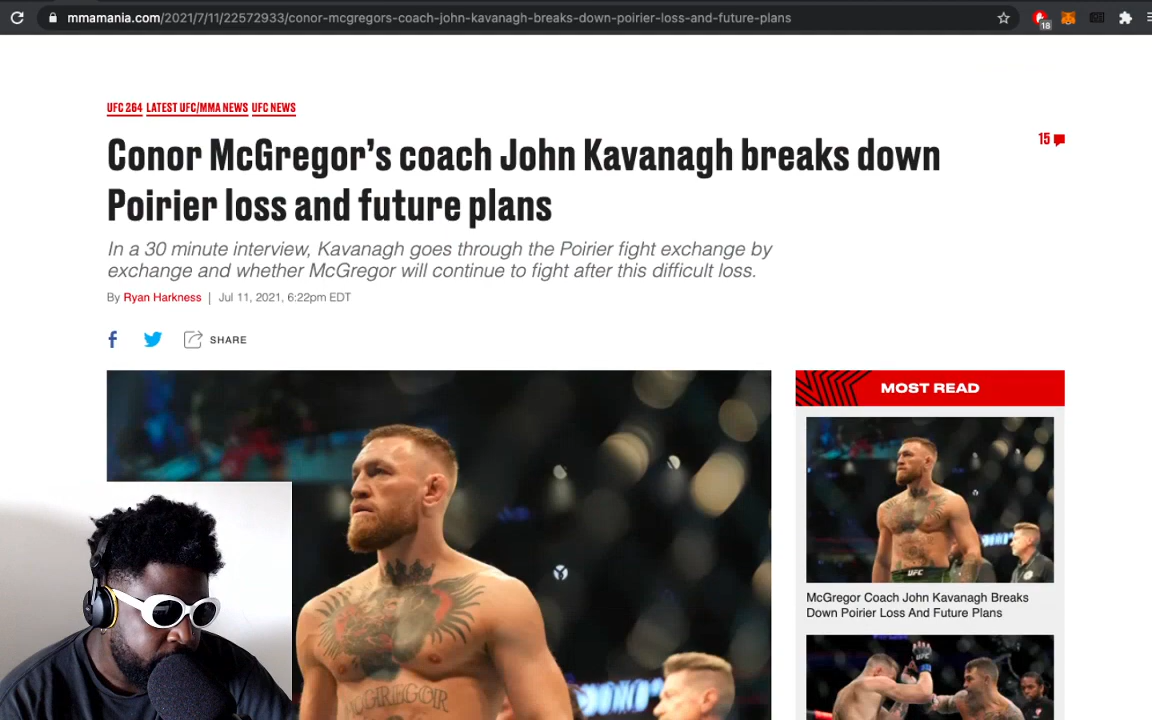 mmamania.com/2021/7/11/22572933/conor-mcgregors-coach-john-kavanagh-breaks-down-poirier-loss-and-future-plans
18
UFC 264 LATEST UFC/MMA NEWS UFC NEWS
Conor McGregor’s coach John Kavanagh breaks down
Poirier loss and future plans
15
In a 30 minute interview, Kavanagh goes through the Poirier fight exchange by
exchange and whether McGregor will continue to fight after this difficult loss.
By Ryan Harkness | Jul 11, 2021, 6:22pm EDT
f
SHARE
MOST READ
MCGREGOR
UFC
McGregor Coach John Kavanagh Breaks
Down Poirier Loss And Future Plans